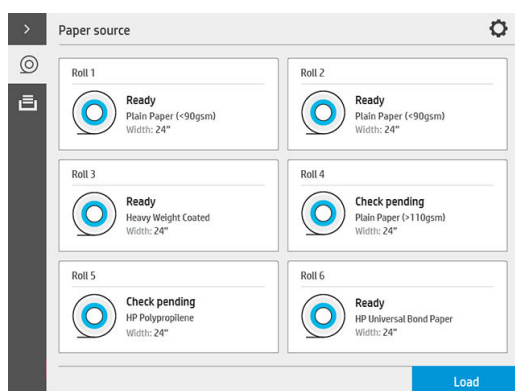 Paper source
Roll 1
Ready
Plain Paper (<90gsm)
Width: 24"
Roll 2
Ready
Plain Paper (<90gsm)
Width: 24"
Roll 3
Ready
Heavy Weight Coated
Width: 24"
Roll 4
Check pending
Plain Paper (>110gsm)
Width: 24"
Roll 5
Check pending
HP Polypropilene
Width: 24"
Roll 6
Ready
HP Universal Bond Paper
Width: 24"
Load